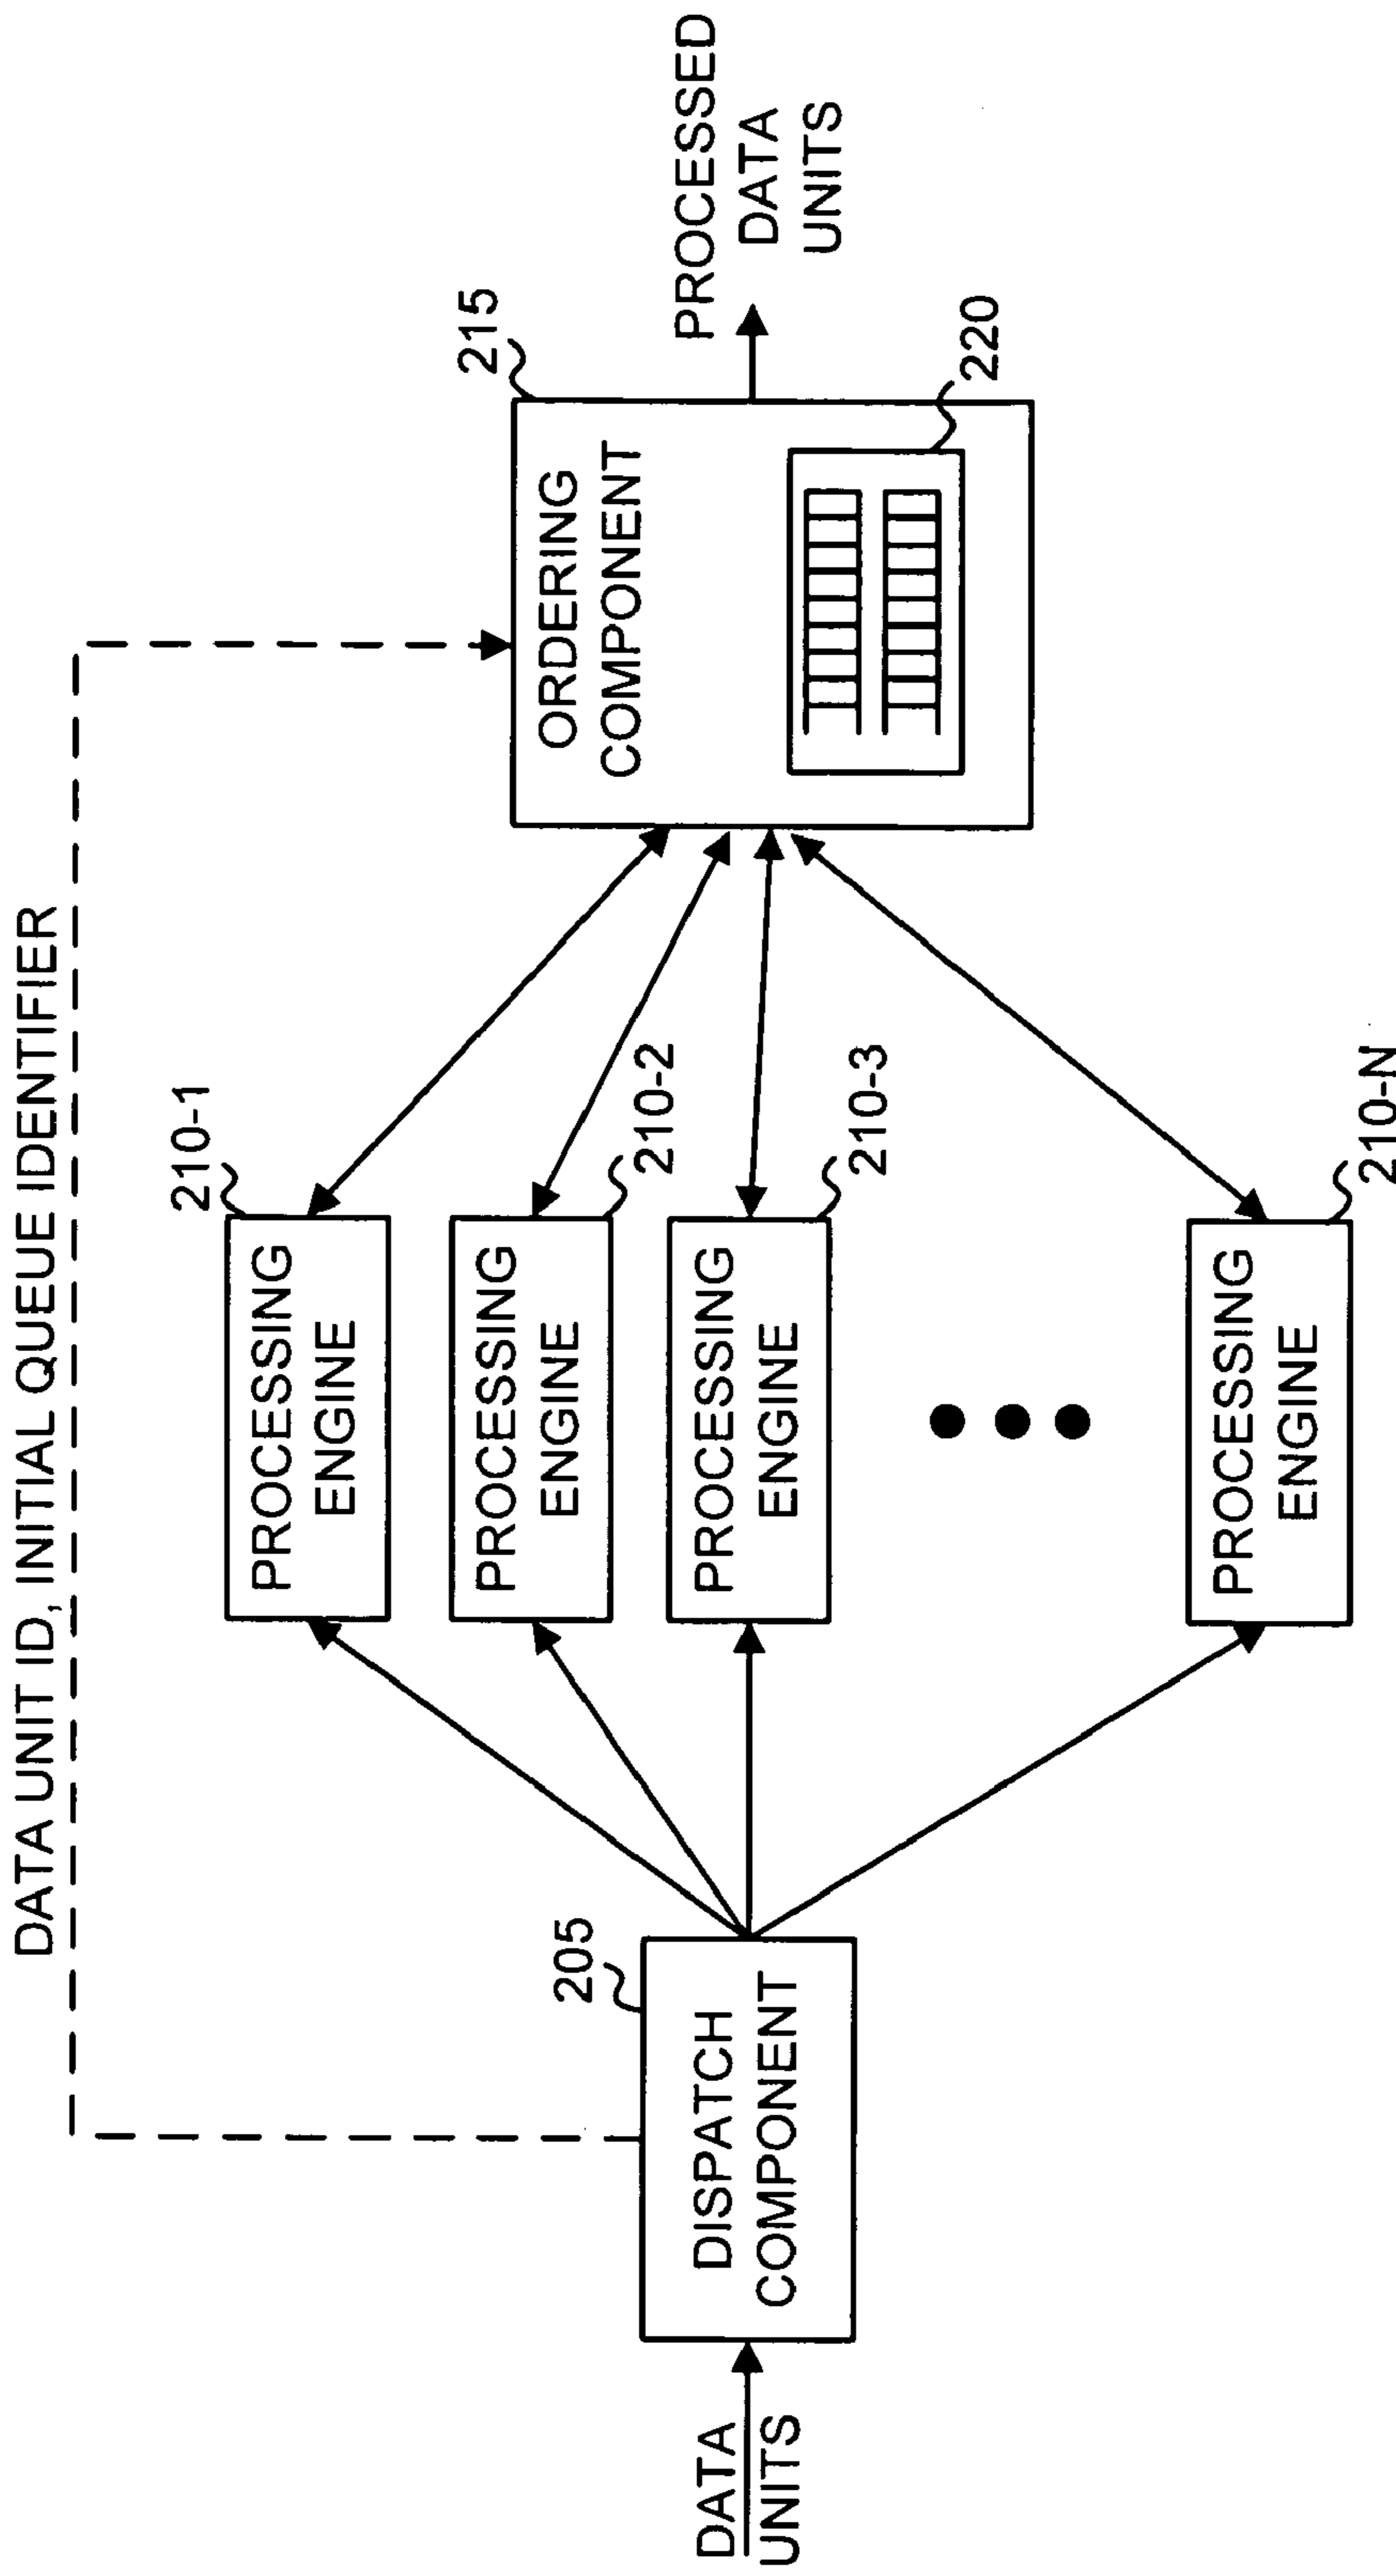 DATA UNIT ID, INITIAL QUEUE IDENTIFIER
DATA
UNITS
205
DISPATCH
COMPONENT
210-1
PROCESSING
ENGINE
210-2
PROCESSING
ENGINE
210-3
PROCESSING
ENGINE
210-N
PROCESSING
ENGINE
215
ORDERING
COMPONENT
220
PROCESSED
DATA
UNITS